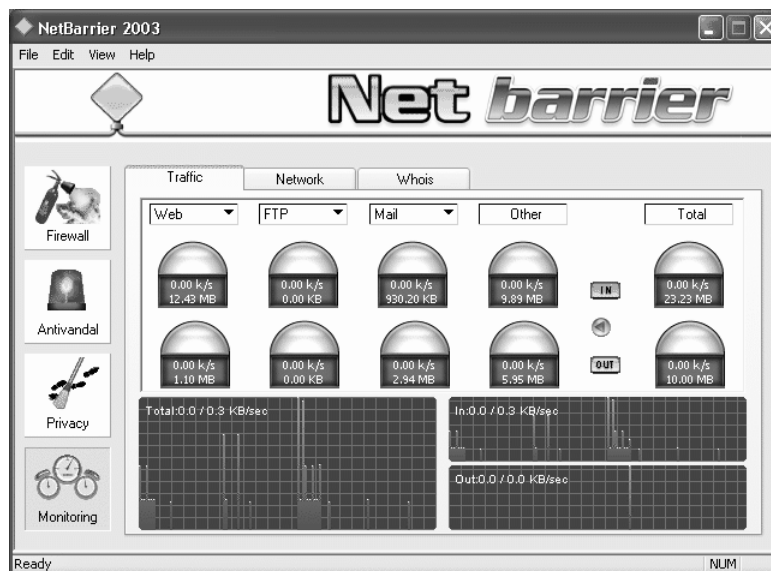 NetBarrier 2003
File Edit View Help
Net barrier
Traffic Network Whois
Web FTP Mail Other Total
Firewall
0.00 k/s 0.00 k/s 0.00 k/s 0.00 k/s 0.00 k/s
12.43 MB 0.00 KB 930.20 KB 9.89 MB 23.23 MB
IN
Antivandal
OUT
0.00 k/s 0.00 k/s 0.00 k/s 0.00 k/s 0.00 k/s
1.10 MB 0.00 KB 2.94 MB 5.95 MB 10.00 MB
Privacy
Total:0.0 / 0.3 KB/sec In:0.0 / 0.3 KB/sec
Out:0.0 / 0.0 KB/sec
Monitoring
Ready NUM